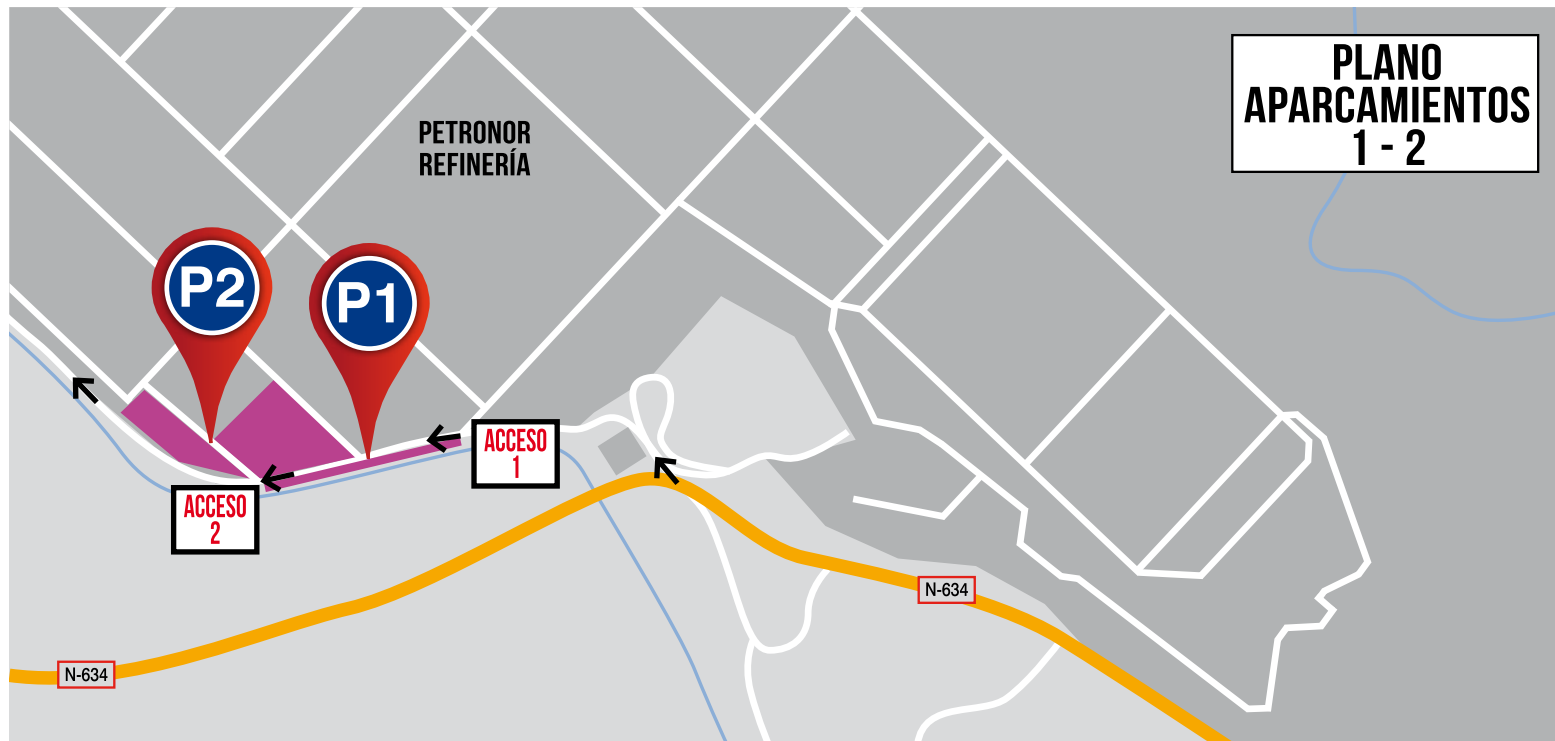 PLANO
APARCAMIENTOS
1 - 2
PETRONOR
REFINERÍA
P2
P1
ACCESO
1
ACCESO
2
N-634
N-634